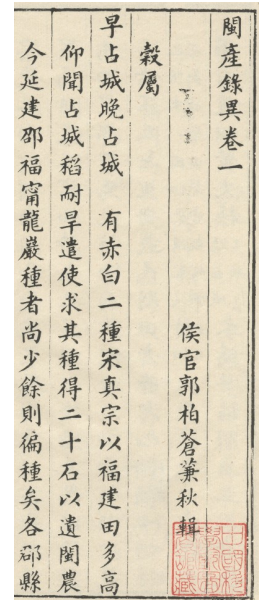 閩產錄異卷一
侯官郭柏蒼蒹秋輯
穀屬
早占城晚占城　有赤白二種宋真宗以福建田多高
仰聞占城稻耐旱遣使求其種得二十石以遺閩農
今延建邵福甯龍巖種者尚少餘則徧種矣各郡縣